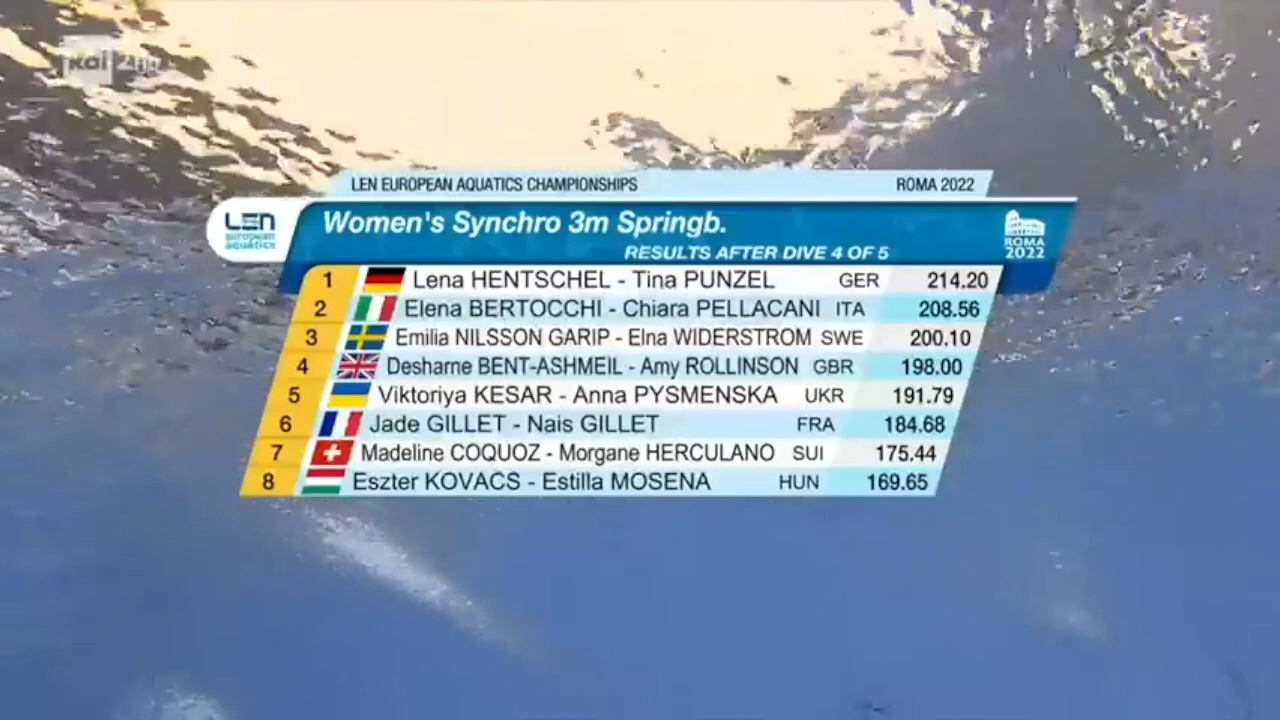 Rai 2
LEN EUROPEAN AQUATICS CHAMPIONSHIPS ROMA 2022
LEN
european
aquatics
Women's Synchro 3m Springb.
RESULTS AFTER DIVE 4 OF 5
ROMA
2022
1 Lena HENTSCHEL - Tina PUNZEL GER 214.20
2 Elena BERTOCCHI - Chiara PELLACANI ITA 208.56
3 Emilia NILSSON GARIP - Elna WIDERSTROM SWE 200.10
4 Desharne BENT-ASHMEIL - Amy ROLLINSON GBR 198.00
5 Viktoriya KESAR - Anna PYSMENSKA UKR 191.79
6 Jade GILLET - Nais GILLET FRA 184.68
7 Madeline COQUOZ - Morgane HERCULANO SUI 175.44
8 Eszter KOVACS - Estilla MOSENA HUN 169.65